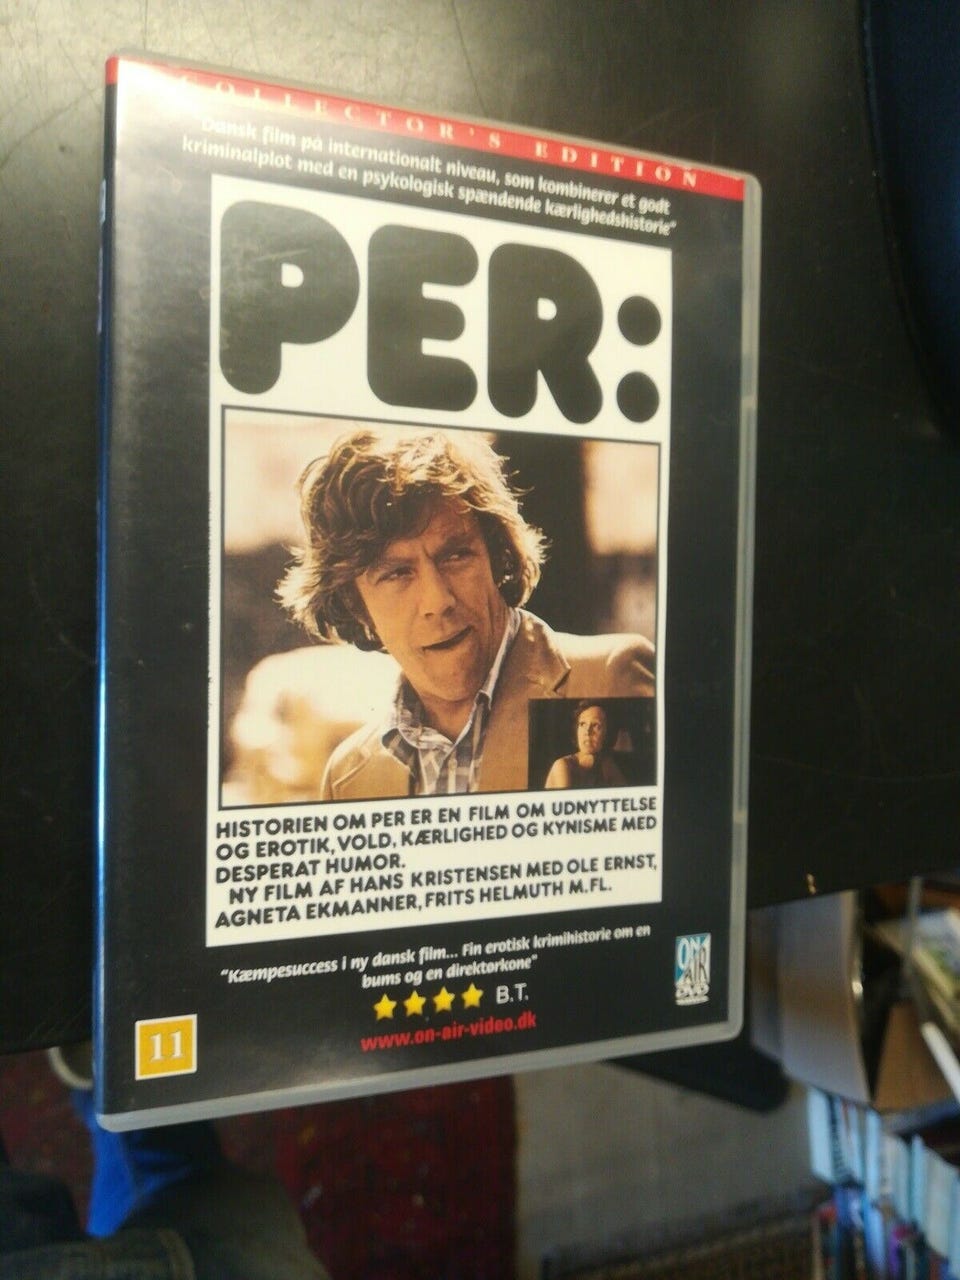 COLLECTOR'S EDITION
Dansk film på internationalt niveau, som kombinerer et godt
kriminalplot med en psykologisk spændende kærlighedshistorie"
PER:
HISTORIEN OM PER ER EN FILM OM UDNYTTELSE
OG EROTIK, VOLD, KÆRLIGHED OG KYNISME MED
DESPERAT HUMOR.
NY FILM AF HANS KRISTENSEN MED OLE ERNST,
AGNETA EKMANNER, FRITS HELMUTH M.FL.
"Kæmpesuccess i ny dansk film... Fin erotisk krimihistorie om en
bums og en direktørkone"
B.T.
www.on-air-video.dk
11
ON
AIR
DVD